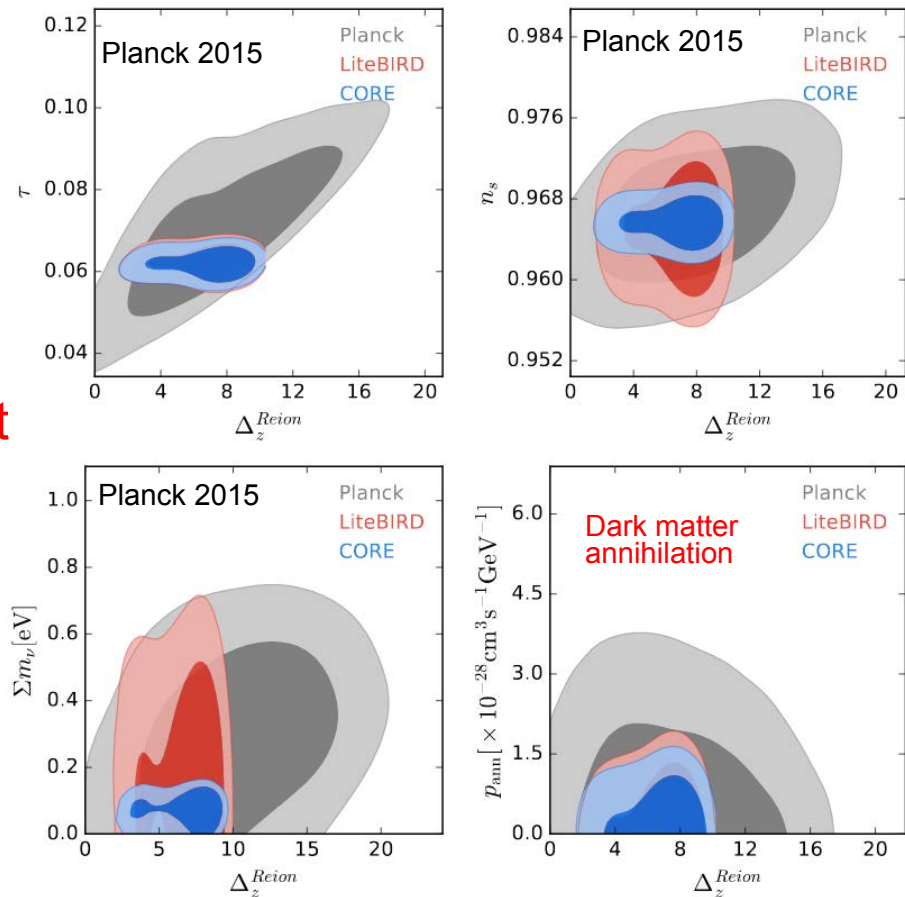 Planck 2015
Planck
LiteBIRD
CORE
0.12
0.10
0.08
0.06
0.04
τ
0 4 8 12 16 20
Δ_z^{Reion}
Planck 2015
Planck
LiteBIRD
CORE
0.984
0.976
0.968
0.960
0.952
n_s
0 4 8 12 16 20
Δ_z^{Reion}
t
Planck 2015
Planck
LiteBIRD
CORE
1.0
0.8
0.6
0.4
0.2
0.0
Σm_ν[eV]
0 5 10 15 20
Δ_z^{Reion}
Dark matter
annihilation
Planck
LiteBIRD
CORE
6.0
4.5
3.0
1.5
0.0
p_ann[×10^{−28}cm^3s^{−1}GeV^{−1}]
0 4 8 12 16 20
Δ_z^{Reion}